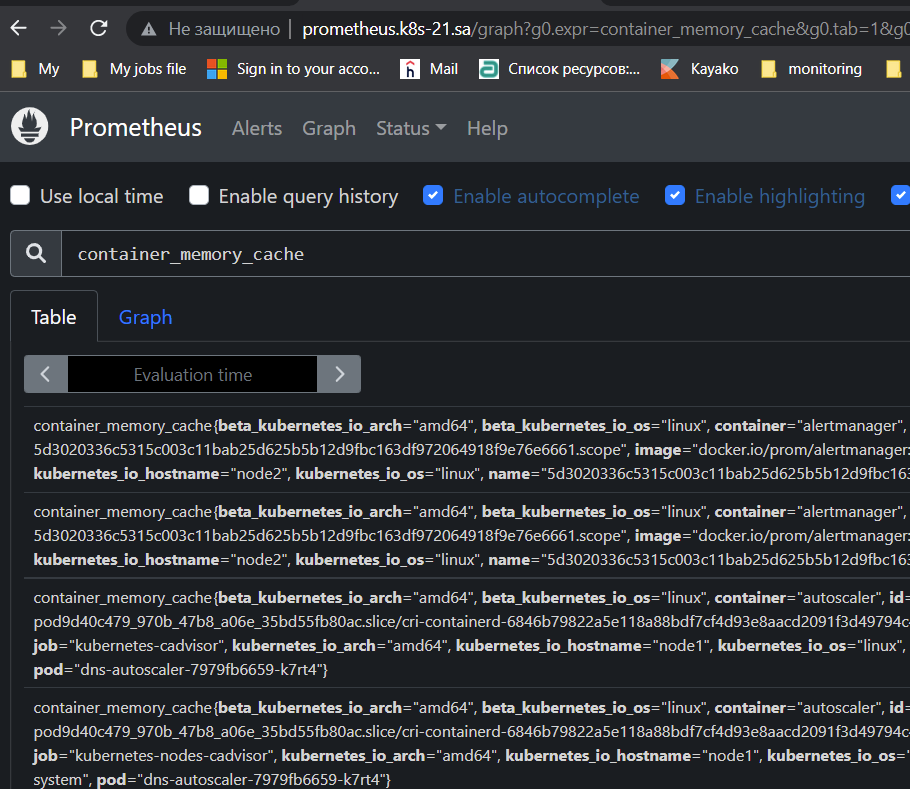 Не защищено | prometheus.k8s-21.sa/graph?g0.expr=container_memory_cache&g0.tab=1&g0
My My jobs file Sign in to your acco... Mail Список ресурсов:... Kayako monitoring
Prometheus Alerts Graph Status Help
Use local time Enable query history Enable autocomplete Enable highlighting
container_memory_cache
Table Graph
Evaluation time
container_memory_cache{beta_kubernetes_io_arch="amd64", beta_kubernetes_io_os="linux", container="alertmanager",
5d3020336c5315c003c11bab25d625b5b12d9fbc163df972064918f9e76e6661.scope", image="docker.io/prom/alertmanager:
kubernetes_io_hostname="node2", kubernetes_io_os="linux", name="5d3020336c5315c003c11bab25d625b5b12d9fbc163
container_memory_cache{beta_kubernetes_io_arch="amd64", beta_kubernetes_io_os="linux", container="alertmanager",
5d3020336c5315c003c11bab25d625b5b12d9fbc163df972064918f9e76e6661.scope", image="docker.io/prom/alertmanager:
kubernetes_io_hostname="node2", kubernetes_io_os="linux", name="5d3020336c5315c003c11bab25d625b5b12d9fbc163
container_memory_cache{beta_kubernetes_io_arch="amd64", beta_kubernetes_io_os="linux", container="autoscaler", id=
pod9d40c479_970b_47b8_a06e_35bd55fb80ac.slice/cri-containerd-6846b79822a5e118a88bdf7cf4d93e8aacd2091f3d49794c
job="kubernetes-cadvisor", kubernetes_io_arch="amd64", kubernetes_io_hostname="node1", kubernetes_io_os="linux",
pod="dns-autoscaler-7979fb6659-k7rt4"}
container_memory_cache{beta_kubernetes_io_arch="amd64", beta_kubernetes_io_os="linux", container="autoscaler", id=
pod9d40c479_970b_47b8_a06e_35bd55fb80ac.slice/cri-containerd-6846b79822a5e118a88bdf7cf4d93e8aacd2091f3d49794c
job="kubernetes-nodes-cadvisor", kubernetes_io_arch="amd64", kubernetes_io_hostname="node1", kubernetes_io_os="
system", pod="dns-autoscaler-7979fb6659-k7rt4"}